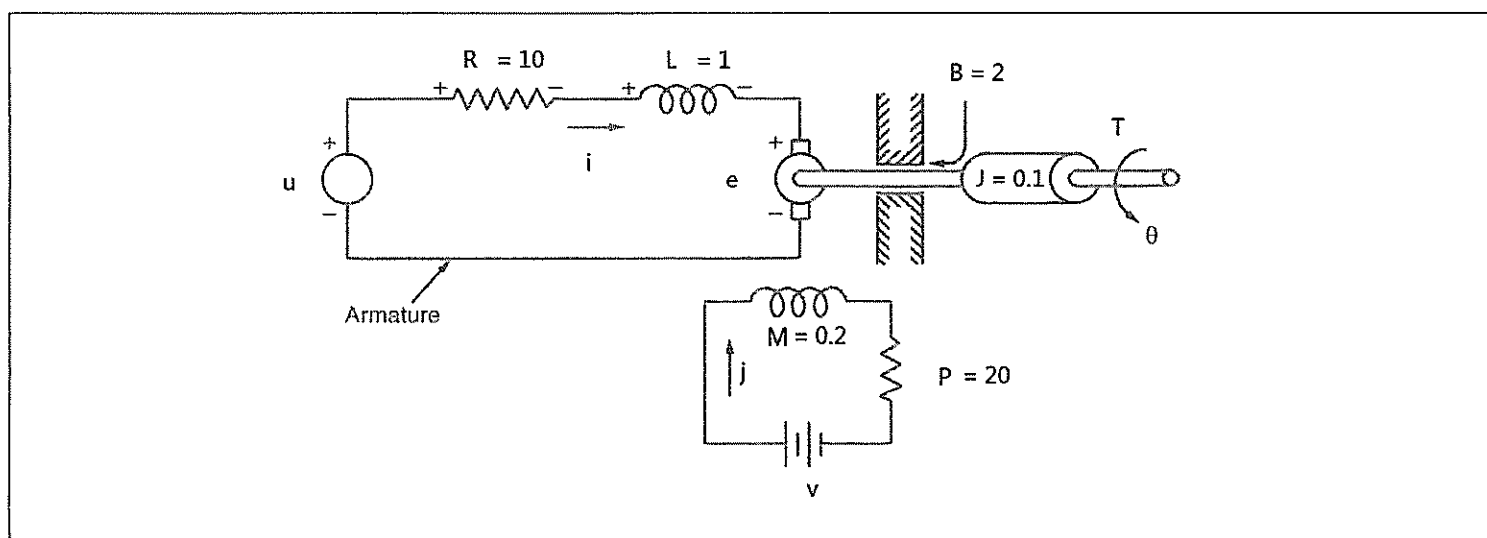 R = 10
L = 1
B = 2
T
+ − + −
i
+
u
−
+
e
−
J = 0.1
θ
Armature
M = 0.2
j
P = 20
v